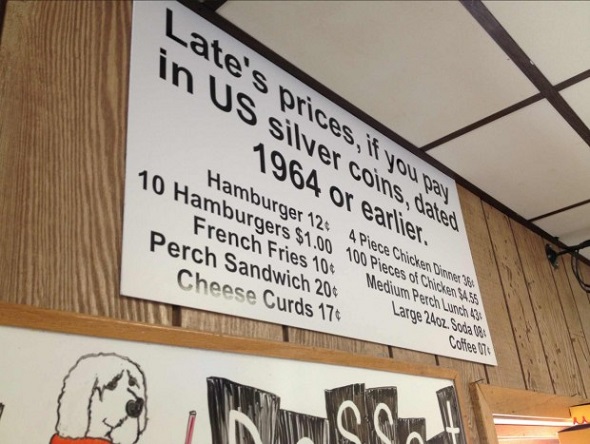 Late's prices, if you pay
in US silver coins, dated
1964 or earlier.
Hamburger 12¢
10 Hamburgers $1.00
French Fries 10¢
Perch Sandwich 20¢
Cheese Curds 17¢
4 Piece Chicken Dinner 36¢
100 Pieces of Chicken $4.55
Medium Perch Lunch 43¢
Large 24oz. Soda 08¢
Coffee 07¢